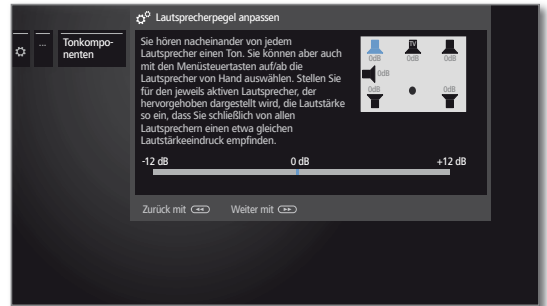 Lautsprecherpegel anpassen
...
Tonkompo-
nenten
Sie hören nacheinander von jedem
Lautsprecher einen Ton. Sie können aber auch
mit den Menüsteuertasten auf/ab die
Lautsprecher von Hand auswählen. Stellen Sie
für den jeweils aktiven Lautsprecher, der
hervorgehoben dargestellt wird, die Lautstärke
so ein, dass Sie schließlich von allen
Lautsprechern einen etwa gleichen
Lautstärkeeindruck empfinden.
TV
0dB 0dB 0dB
0dB
0dB 0dB
-12 dB 0 dB +12 dB
Zurück mit Weiter mit